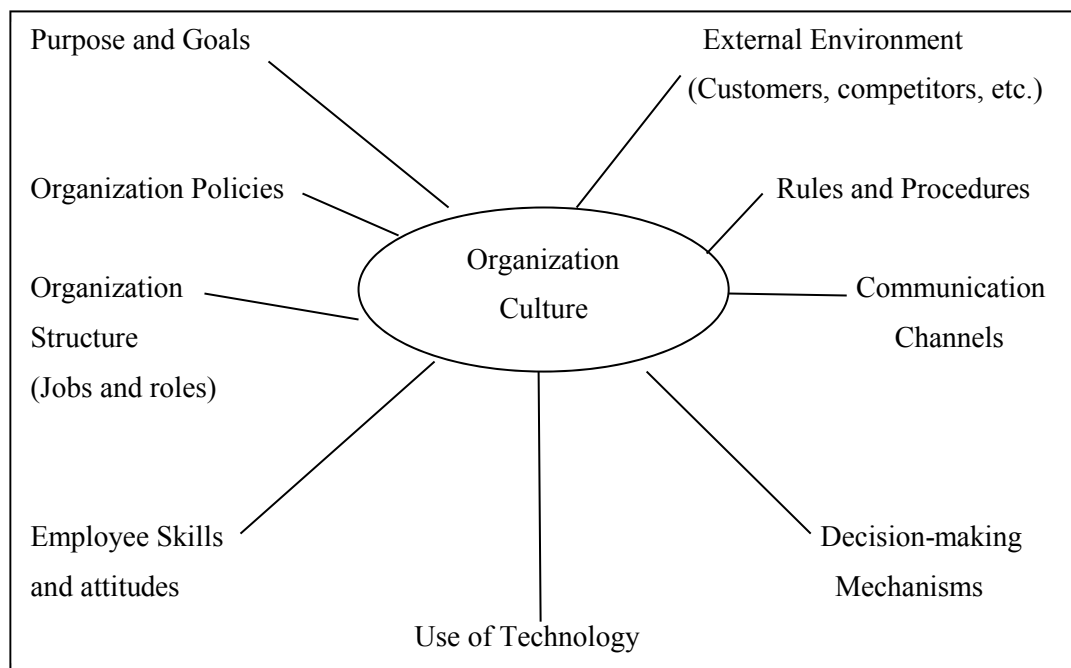 Purpose and Goals
External Environment
(Customers, competitors, etc.)
Organization Policies
Rules and Procedures
Organization
Culture
Organization
Structure
(Jobs and roles)
Communication
Channels
Employee Skills
and attitudes
Decision-making
Mechanisms
Use of Technology